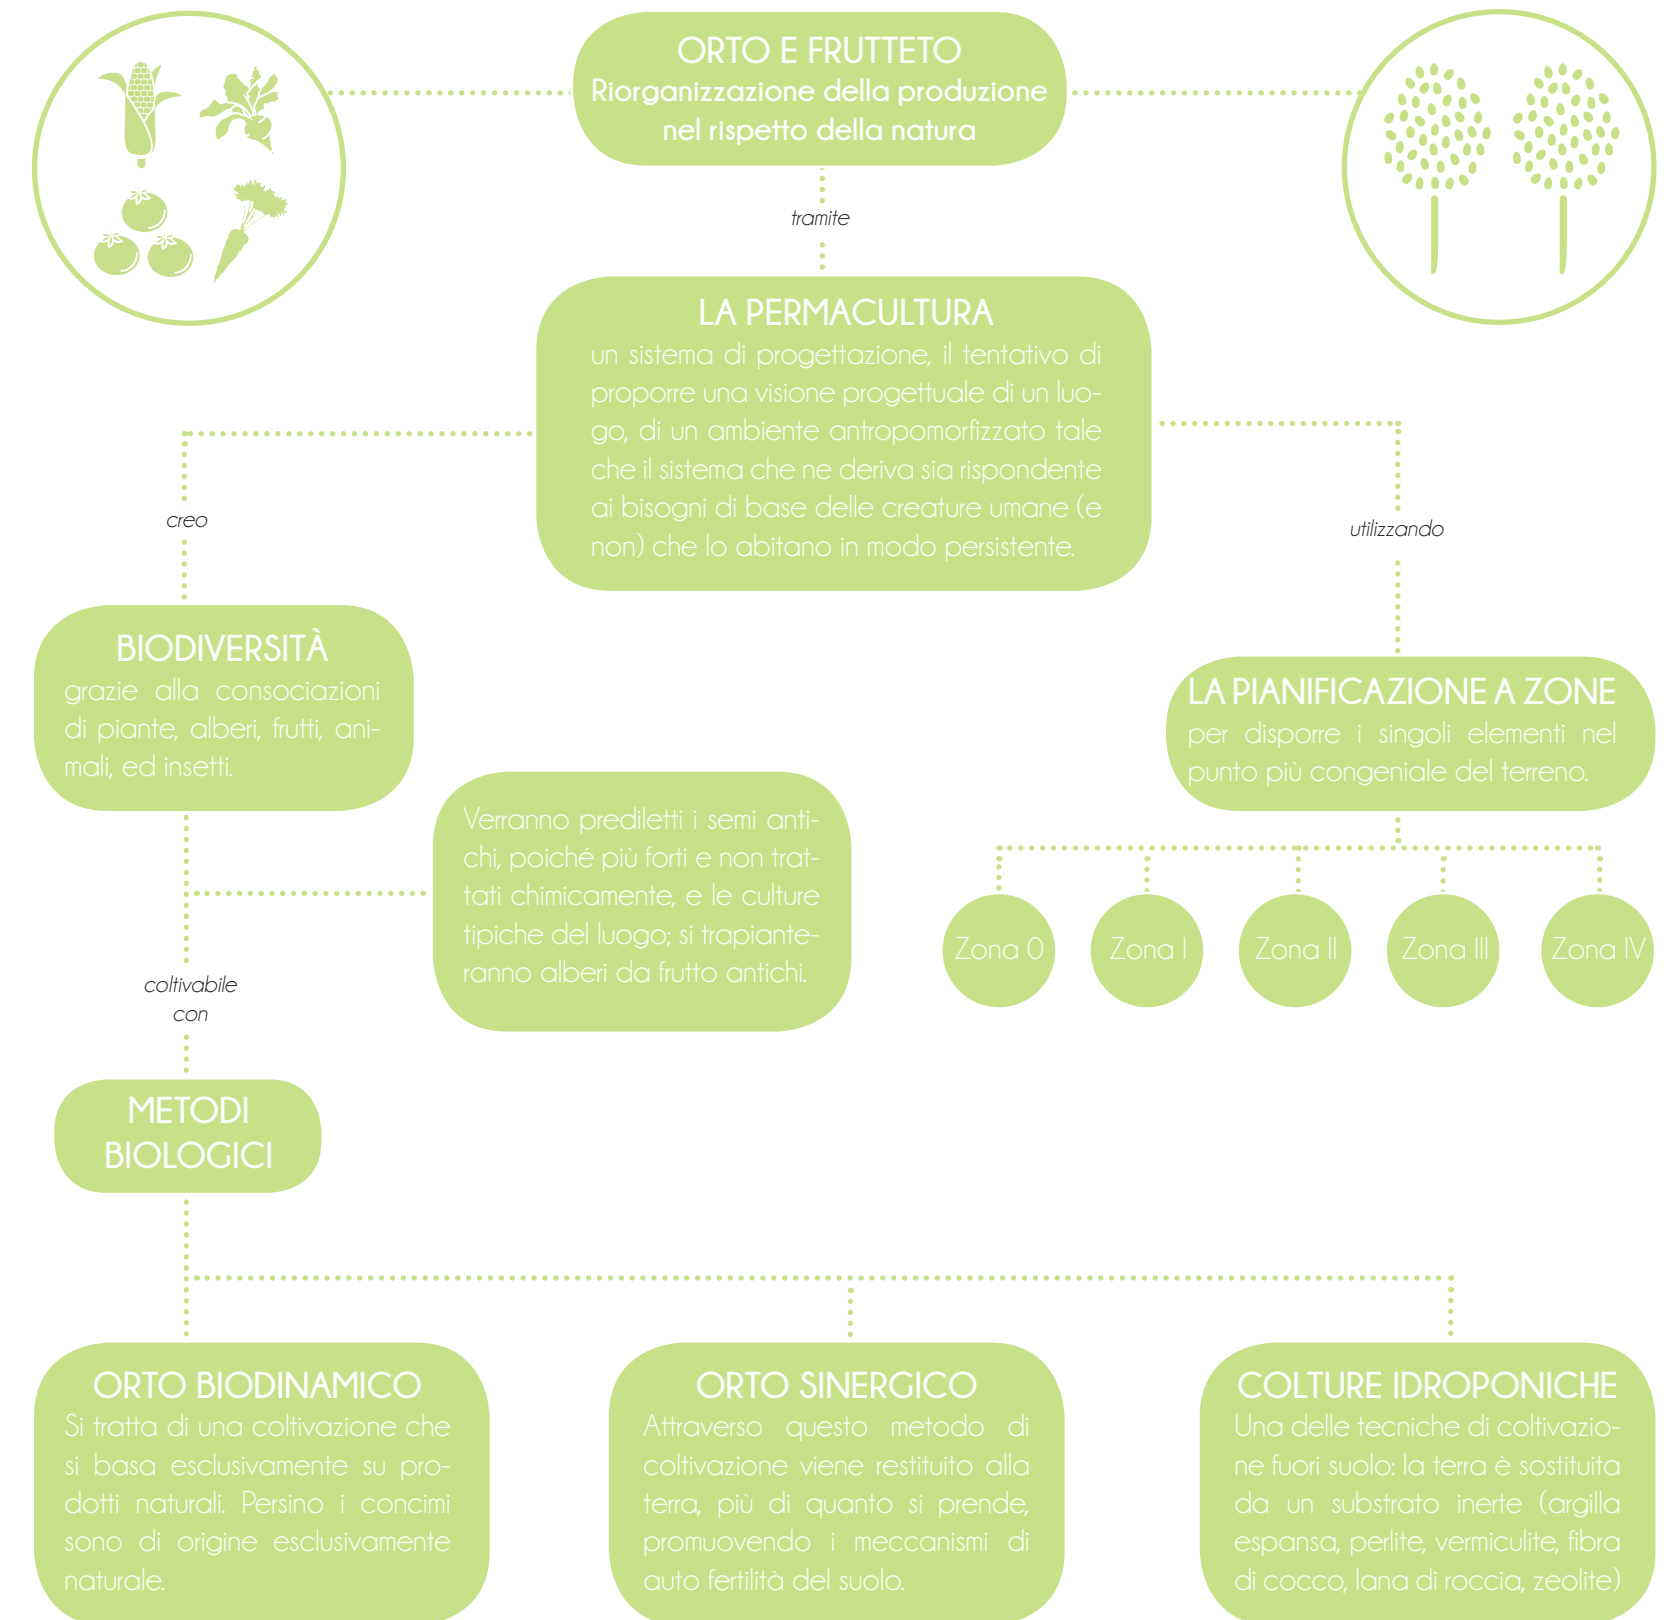 ORTO E FRUTTETO
Riorganizzazione della produzione
nel rispetto della natura
tramite
LA PERMACULTURA
un sistema di progettazione, il tentativo di
proporre una visione progettuale di un luo-
go, di un ambiente antropomorfizzato tale
che il sistema che ne deriva sia rispondente
ai bisogni di base delle creature umane (e
non) che lo abitano in modo persistente.
creo
utilizzando
BIODIVERSITÀ
grazie alla consociazioni
di piante, alberi, frutti, ani-
mali, ed insetti.
LA PIANIFICAZIONE A ZONE
per disporre i singoli elementi nel
punto più congeniale del terreno.
Verranno prediletti i semi anti-
chi, poiché più forti e non trat-
tati chimicamente, e le culture
tipiche del luogo; si trapiante-
ranno alberi da frutto antichi.
Zona 0
Zona I
Zona II
Zona III
Zona IV
coltivabile
con
METODI
BIOLOGICI
ORTO BIODINAMICO
Si tratta di una coltivazione che
si basa esclusivamente su pro-
dotti naturali. Persino i concimi
sono di origine esclusivamente
naturale.
ORTO SINERGICO
Attraverso questo metodo di
coltivazione viene restituito alla
terra, più di quanto si prende,
promuovendo i meccanismi di
auto fertilità del suolo.
COLTURE IDROPONICHE
Una delle tecniche di coltivazio-
ne fuori suolo: la terra è sostituita
da un substrato inerte (argilla
espansa, perlite, vermiculite, fibra
di cocco, lana di roccia, zeolite)